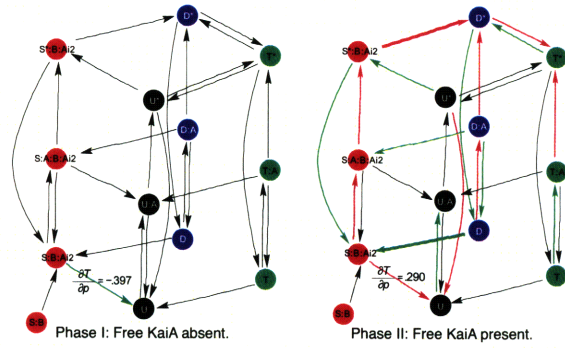 D*
S*:B:Ai2
T*
U*
D:A
S:A:B:Ai2
T:A
U:A
D
S:B:Ai2
T
∂T/∂p = -.397
U
S:B
Phase I: Free KaiA absent.
D*
S*:B:Ai2
T*
U*
D:A
S:A:B:Ai2
T:A
U:A
D
S:B:Ai2
T
∂T/∂p = .290
U
S:B
Phase II: Free KaiA present.